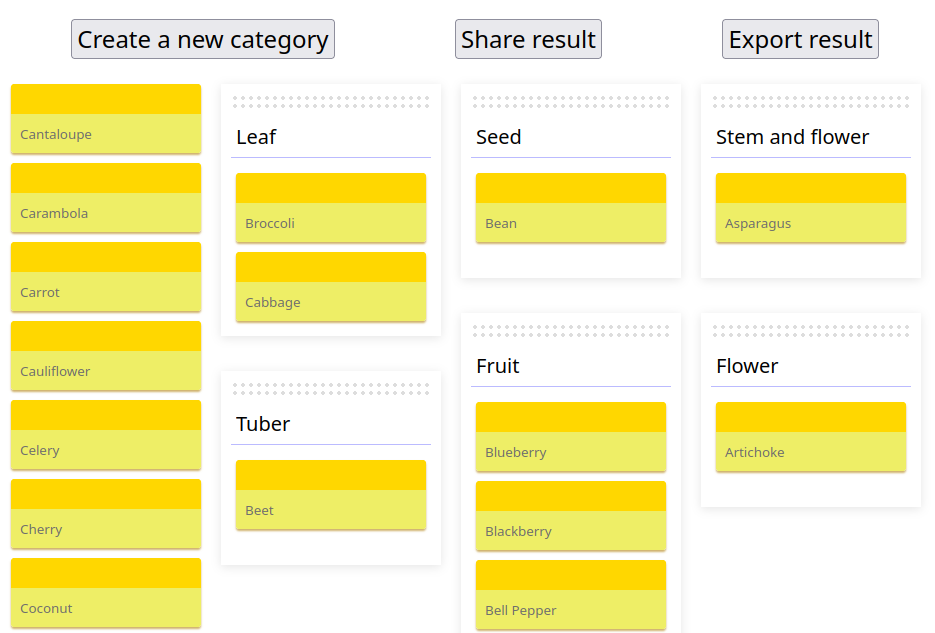 Create a new category
Share result
Export result
Cantaloupe
Carambola
Carrot
Cauliflower
Celery
Cherry
Coconut
Leaf
Broccoli
Cabbage
Tuber
Beet
Seed
Bean
Fruit
Blueberry
Blackberry
Bell Pepper
Stem and flower
Asparagus
Flower
Artichoke